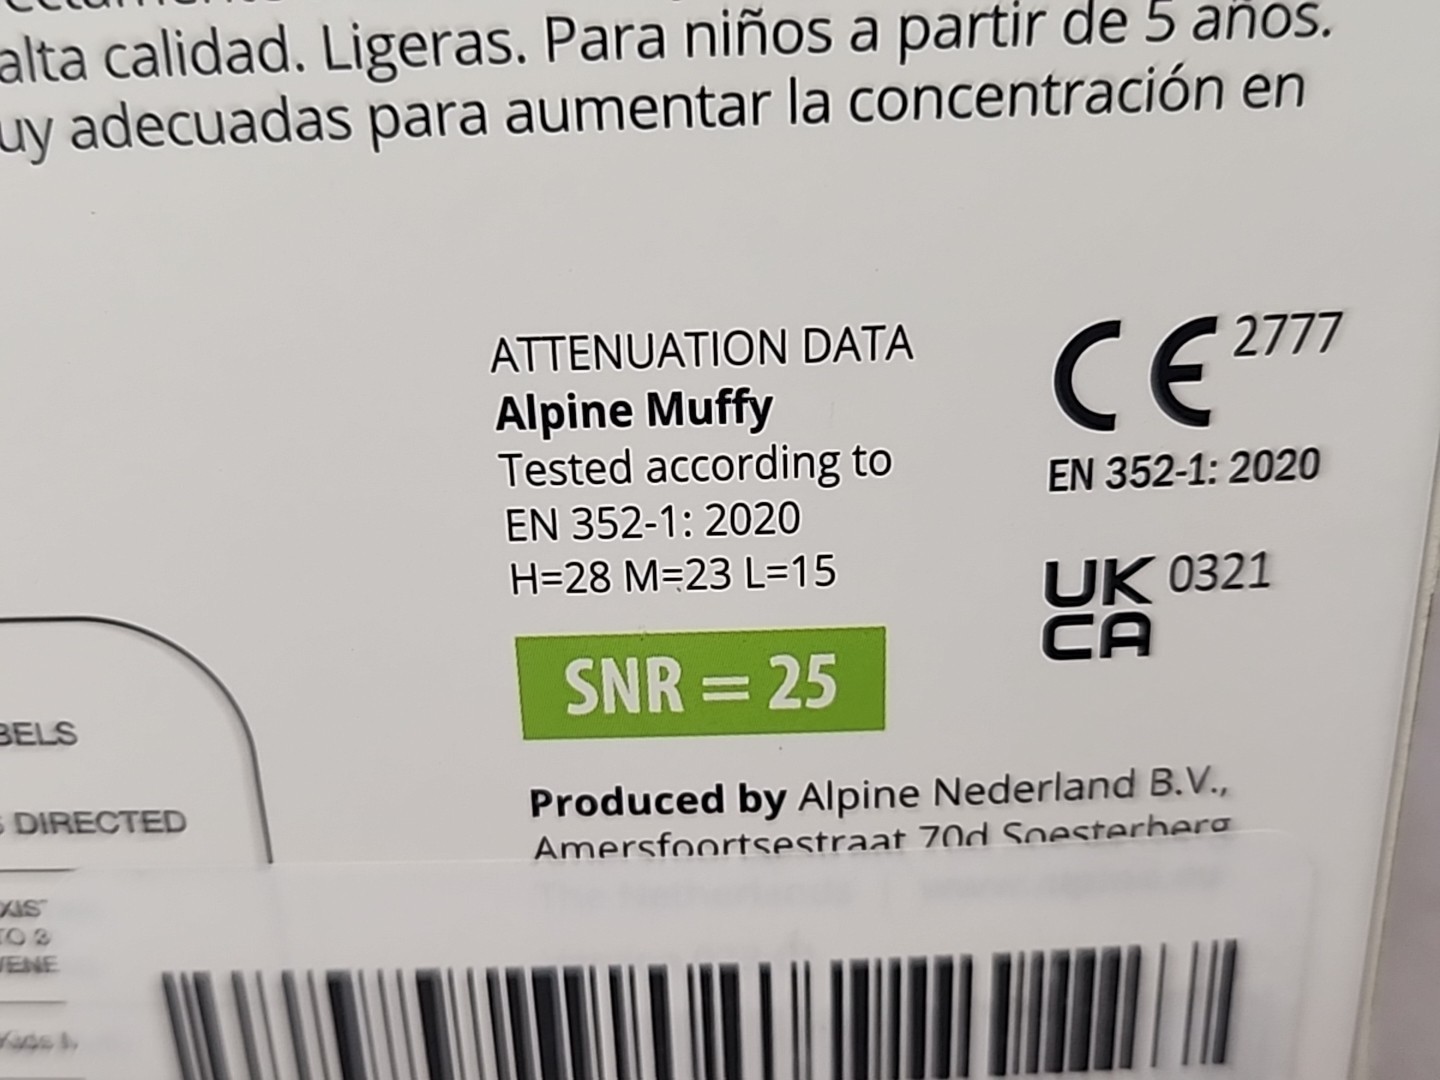 alta calidad. Ligeras. Para niños a partir de 5 años.
uy adecuadas para aumentar la concentración en
ATTENUATION DATA
Alpine Muffy
Tested according to
EN 352-1: 2020
H=28 M=23 L=15
SNR = 25
CE 2777
EN 352-1: 2020
UK CA 0321
Produced by Alpine Nederland B.V.,
Amersfoortsestraat 70d Soesterberg
BELS
DIRECTED
TO 2